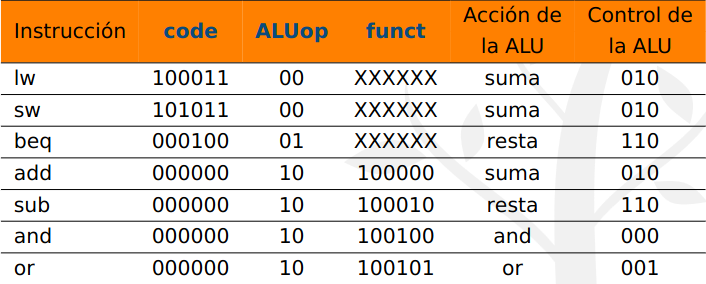 Instrucción code ALUop funct Acción de la ALU Control de la ALU
lw 100011 00 XXXXXX suma 010
sw 101011 00 XXXXXX suma 010
beq 000100 01 XXXXXX resta 110
add 000000 10 100000 suma 010
sub 000000 10 100010 resta 110
and 000000 10 100100 and 000
or 000000 10 100101 or 001